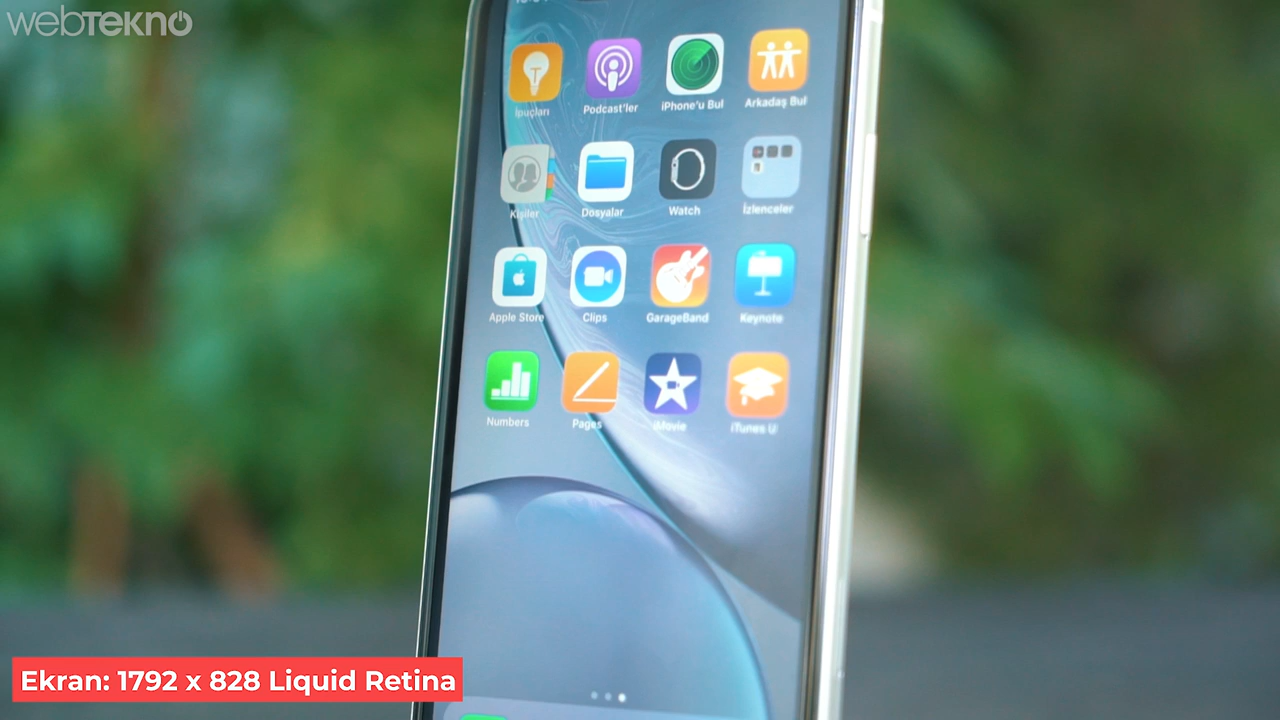 webTEKNO
İpuçları
Podcast'ler
iPhone'u Bul
Arkadaş Bul
Kişiler
Dosyalar
Watch
İzlenceler
Apple Store
Clips
GarageBand
Keynote
Numbers
Pages
iMovie
iTunes U
Ekran: 1792 x 828 Liquid Retina